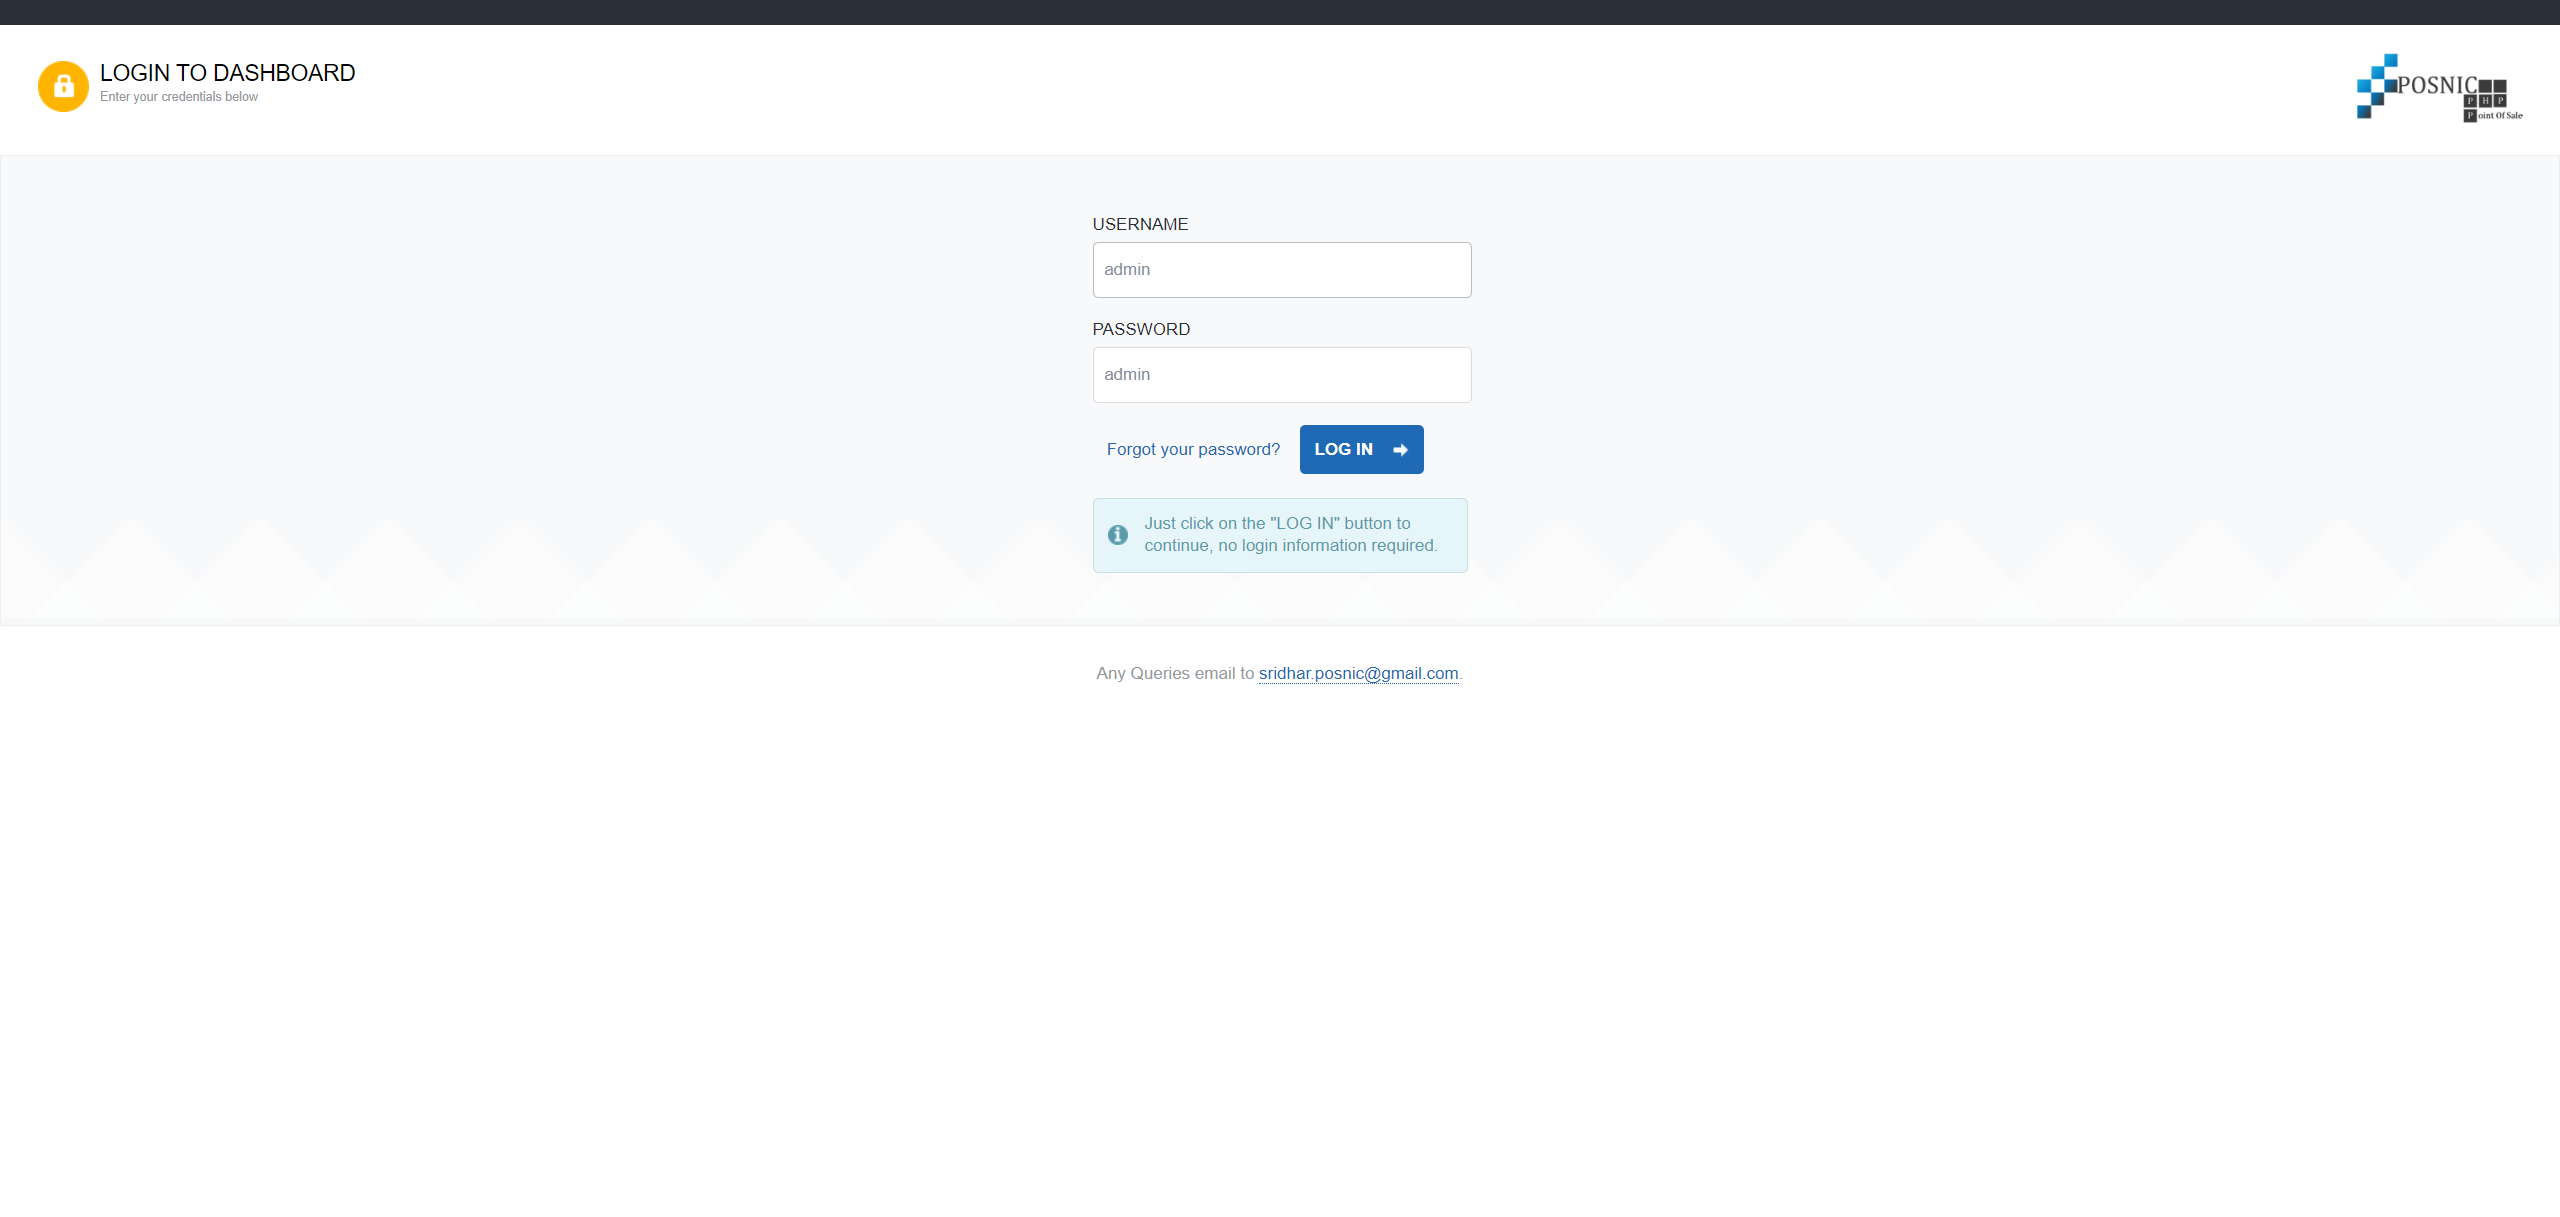 LOGIN TO DASHBOARD
Enter your credentials below
POSNIC
PHP
Point Of Sale
USERNAME
admin
PASSWORD
admin
Forgot your password?
LOG IN
Just click on the "LOG IN" button to
continue, no login information required.
Any Queries email to sridhar.posnic@gmail.com.